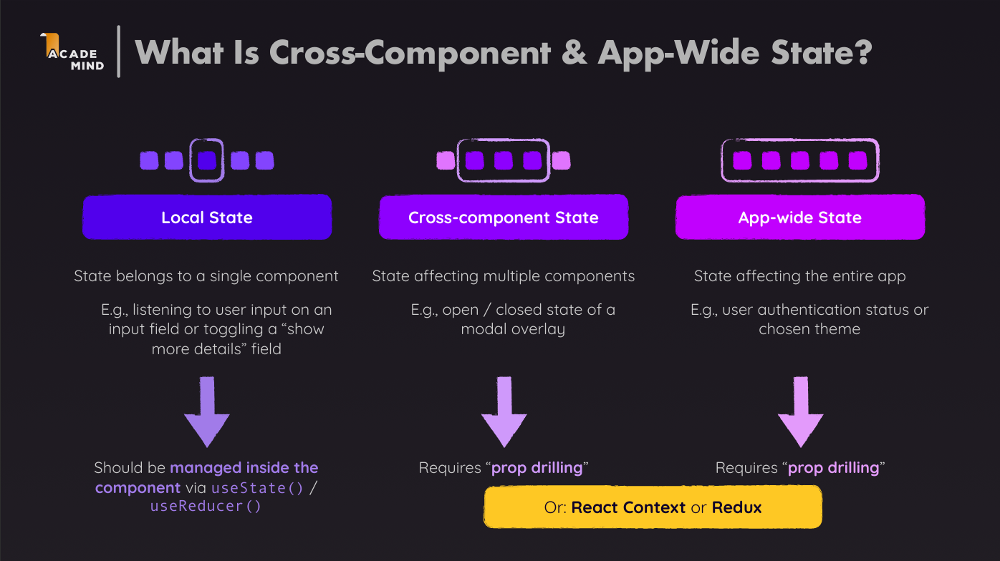 ACADE
MIND
What Is Cross-Component & App-Wide State?
Local State
State belongs to a single component
E.g., listening to user input on an
input field or toggling a “show
more details” field
Should be managed inside the
component via useState() /
useReducer()
Cross-component State
State affecting multiple components
E.g., open / closed state of a
modal overlay
Requires “prop drilling”
App-wide State
State affecting the entire app
E.g., user authentication status or
chosen theme
Requires “prop drilling”
Or: React Context or Redux